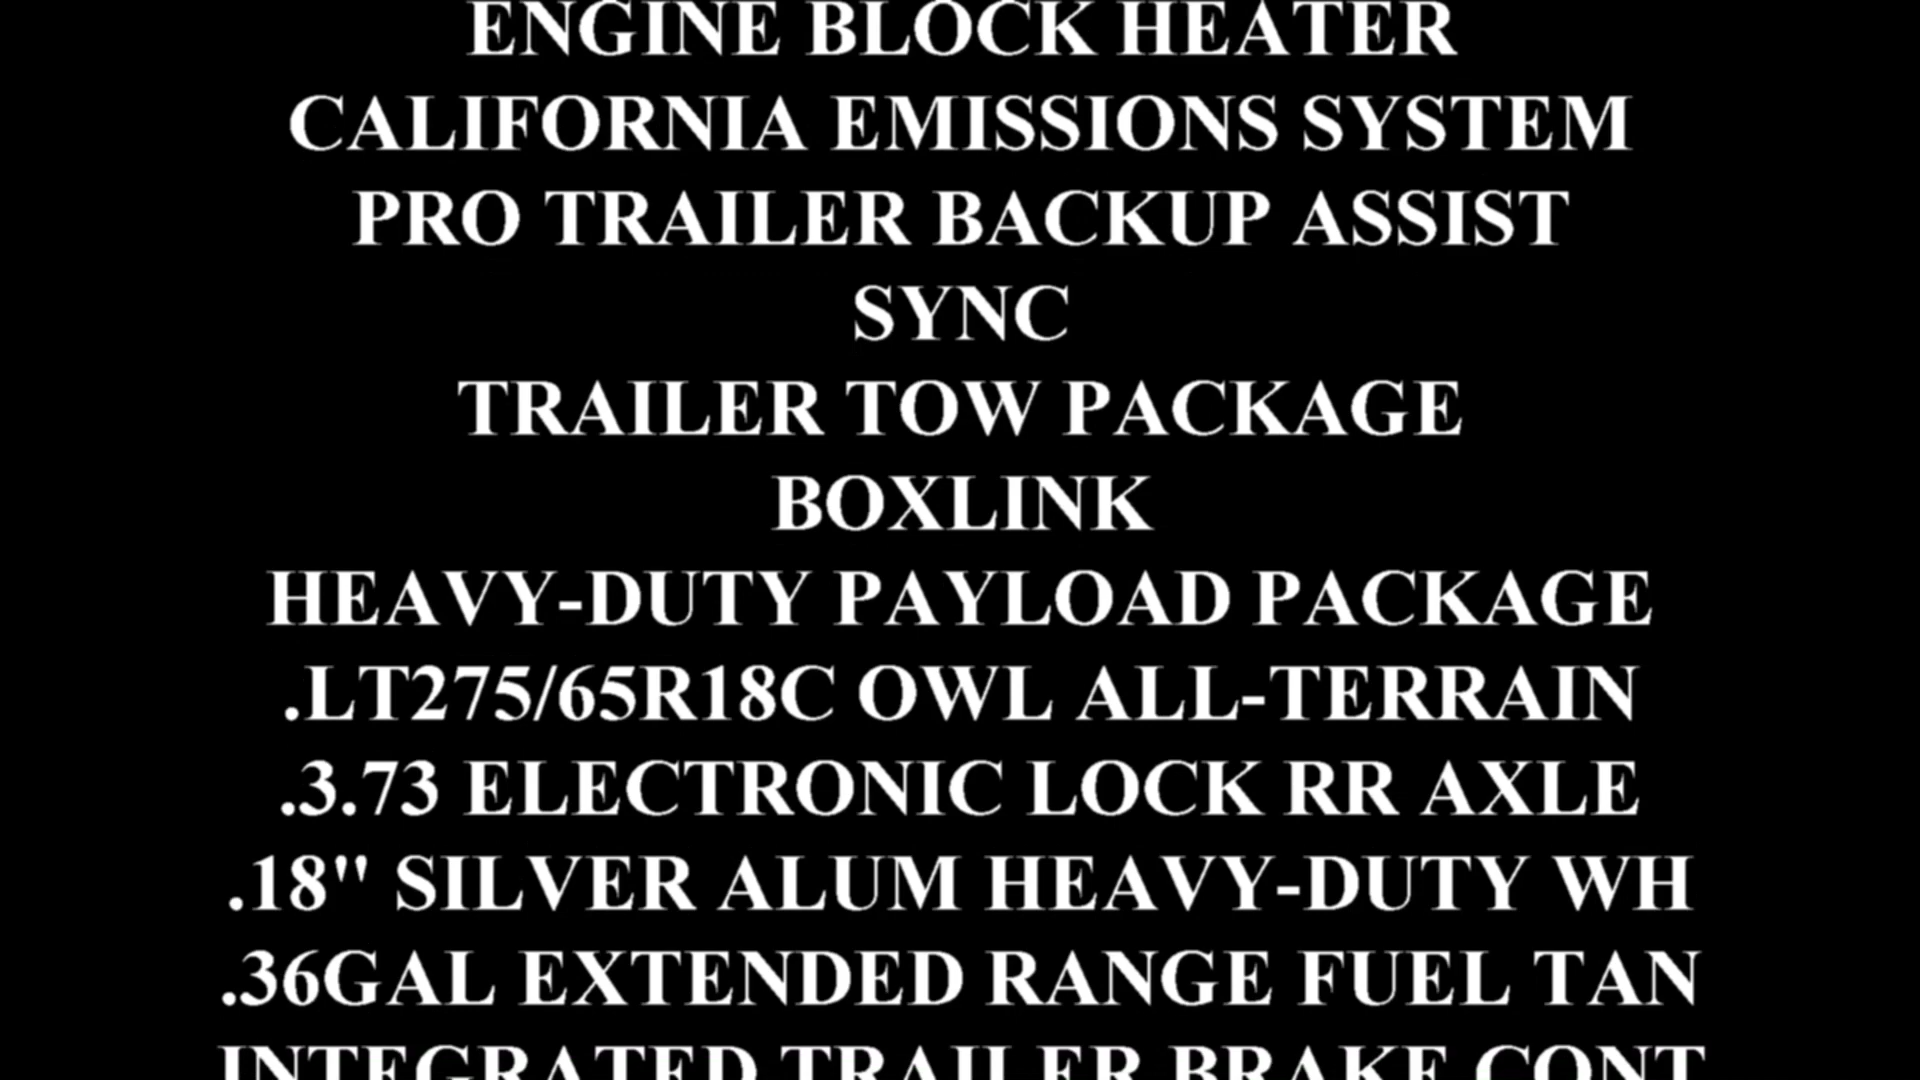 ENGINE BLOCK HEATER
CALIFORNIA EMISSIONS SYSTEM
PRO TRAILER BACKUP ASSIST
SYNC
TRAILER TOW PACKAGE
BOXLINK
HEAVY-DUTY PAYLOAD PACKAGE
.LT275/65R18C OWL ALL-TERRAIN
.3.73 ELECTRONIC LOCK RR AXLE
.18" SILVER ALUM HEAVY-DUTY WH
.36GAL EXTENDED RANGE FUEL TAN
INTEGRATED TRAILER BRAKE CONT